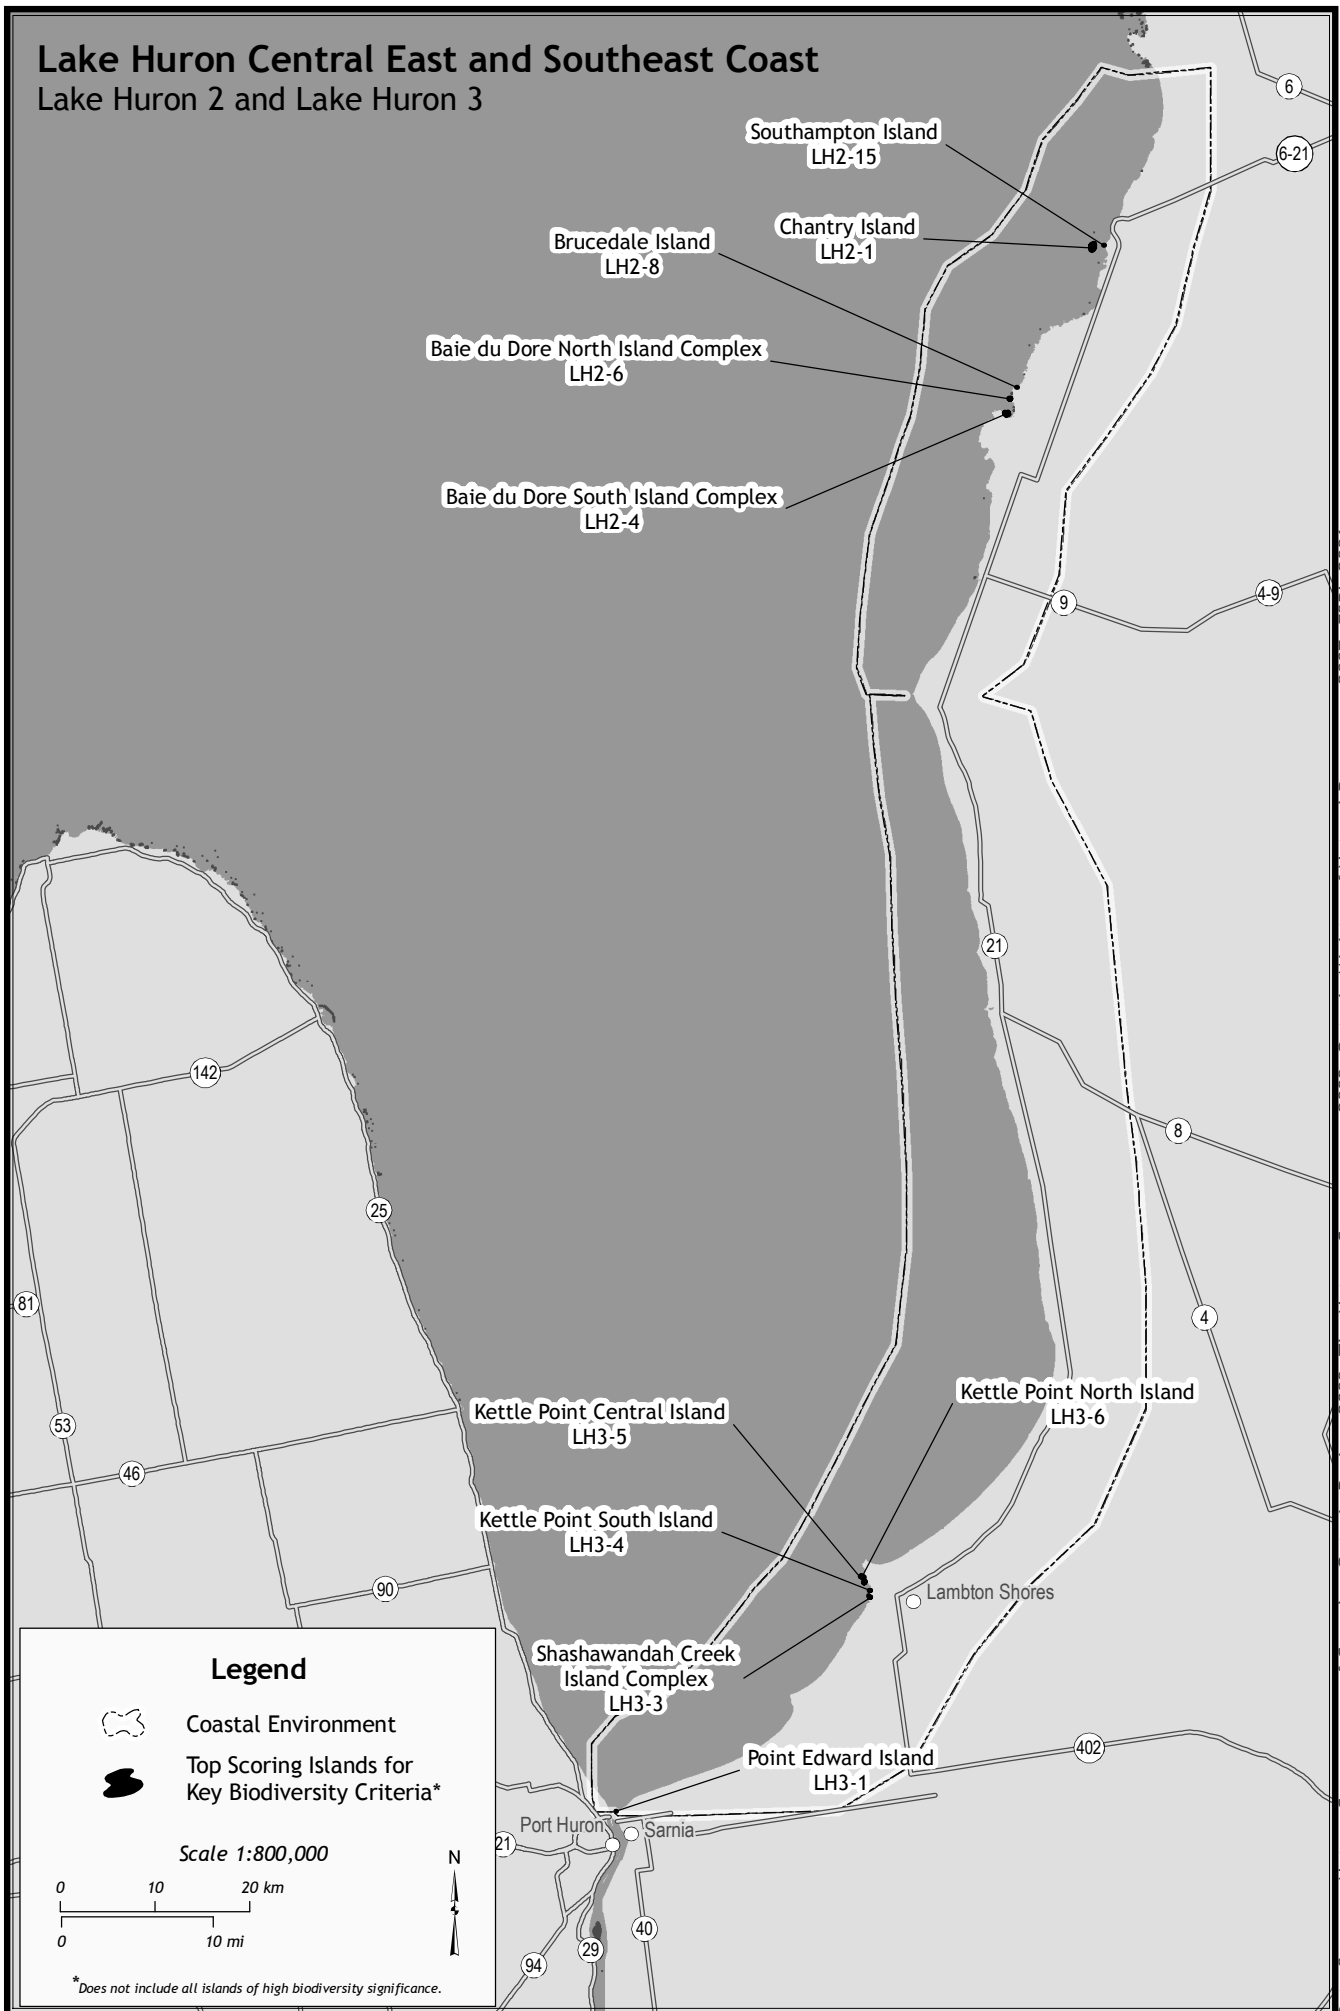 Lake Huron Central East and Southeast Coast
Lake Huron 2 and Lake Huron 3
6
Southampton Island
LH2-15
6-21
Chantry Island
LH2-1
Brucedale Island
LH2-8
Baie du Dore North Island Complex
LH2-6
Baie du Dore South Island Complex
LH2-4
9
4-9
21
142
8
25
81
4
Kettle Point North Island
LH3-6
Kettle Point Central Island
LH3-5
53
46
Kettle Point South Island
LH3-4
90
Lambton Shores
Shashawandah Creek
Island Complex
LH3-3
402
Point Edward Island
LH3-1
Port Huron
Sarnia
21
40
29
94
Legend
Coastal Environment
Top Scoring Islands for
Key Biodiversity Criteria*
Scale 1:800,000
N
0 10 20 km
0 10 mi
*Does not include all islands of high biodiversity significance.